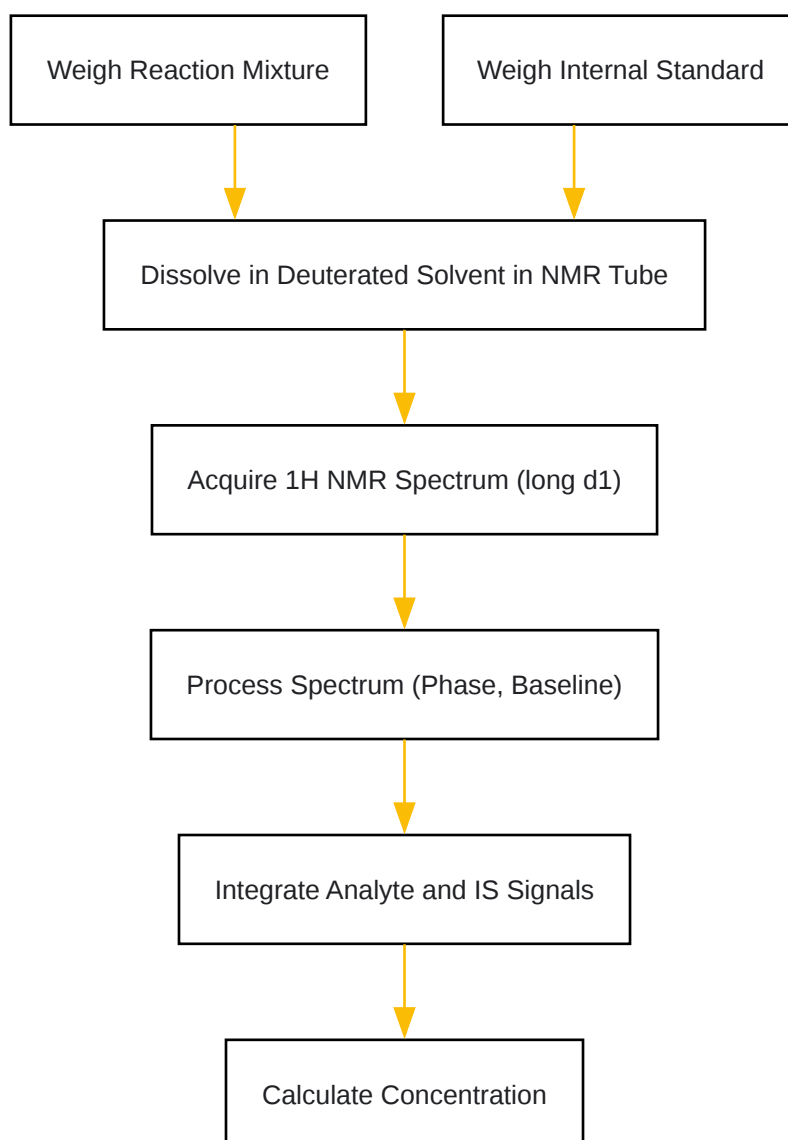 Weigh Reaction Mixture
Weigh Internal Standard
Dissolve in Deuterated Solvent in NMR Tube
Acquire 1H NMR Spectrum (long d1)
Process Spectrum (Phase, Baseline)
Integrate Analyte and IS Signals
Calculate Concentration